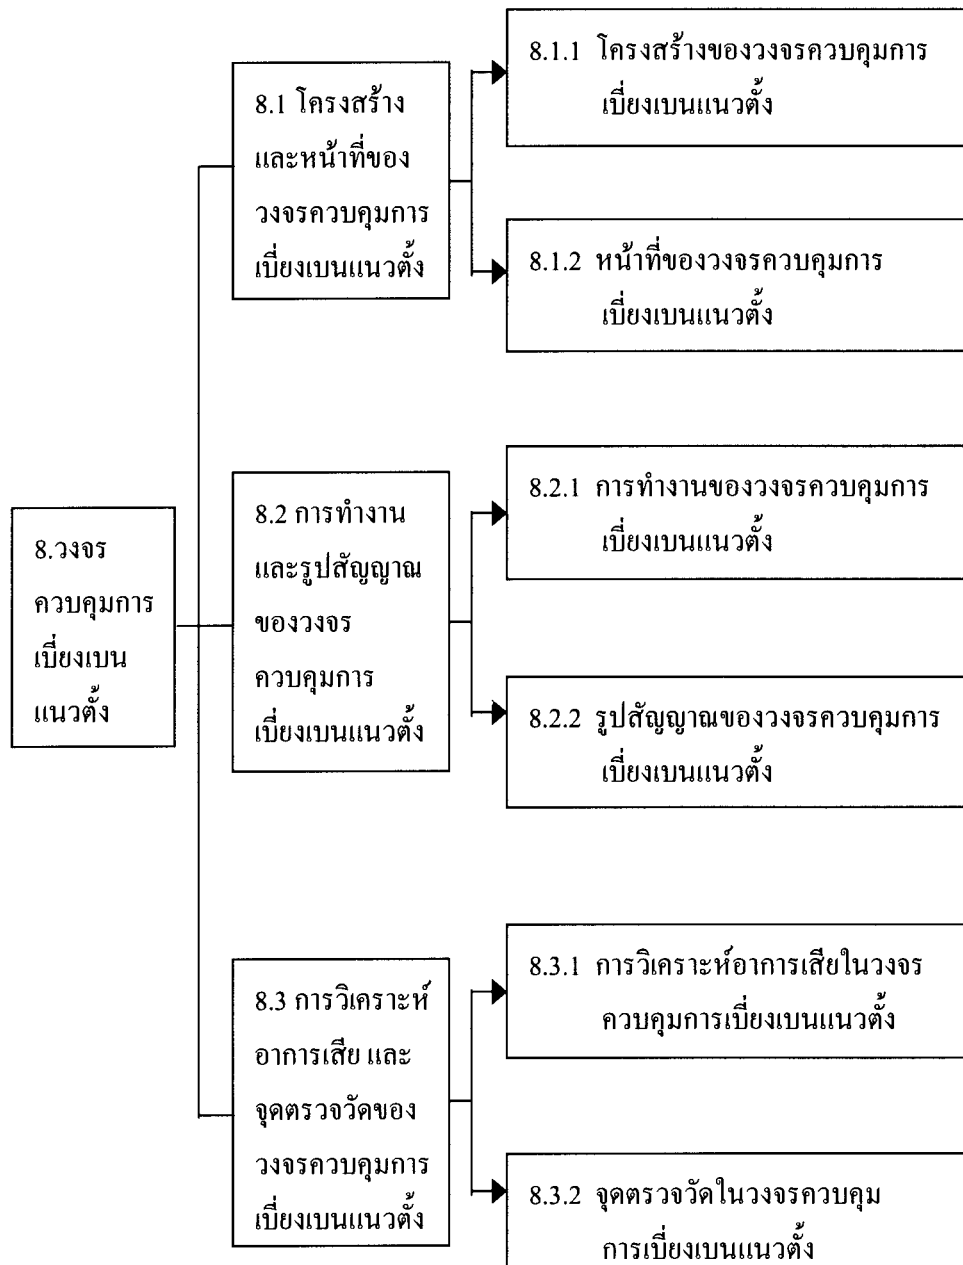 8.วงจร
ควบคุมการ
เบี่ยงเบน
แนวตั้ง
8.1 โครงสร้าง
และหน้าที่ของ
วงจรควบคุมการ
เบี่ยงเบนแนวตั้ง
8.1.1 โครงสร้างของวงจรควบคุมการ
เบี่ยงเบนแนวตั้ง
8.1.2 หน้าที่ของวงจรควบคุมการ
เบี่ยงเบนแนวตั้ง
8.2 การทำงาน
และรูปสัญญาณ
ของวงจร
ควบคุมการ
เบี่ยงเบนแนวตั้ง
8.2.1 การทำงานของวงจรควบคุมการ
เบี่ยงเบนแนวตั้ง
8.2.2 รูปสัญญาณของวงจรควบคุมการ
เบี่ยงเบนแนวตั้ง
8.3 การวิเคราะห์
อาการเสีย และ
จุดตรวจวัดของ
วงจรควบคุมการ
เบี่ยงเบนแนวตั้ง
8.3.1 การวิเคราะห์อาการเสียในวงจร
ควบคุมการเบี่ยงเบนแนวตั้ง
8.3.2 จุดตรวจวัดในวงจรควบคุม
การเบี่ยงเบนแนวตั้ง